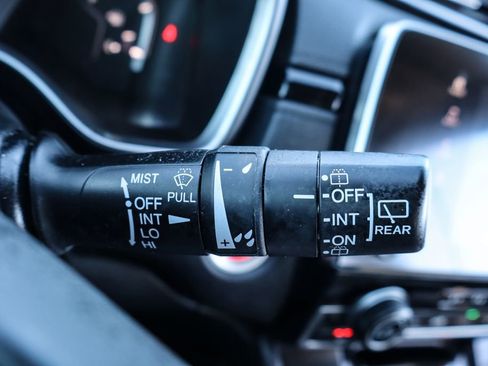 MIST
PULL
OFF
INT
LO
HI
− +
OFF
INT
ON
REAR